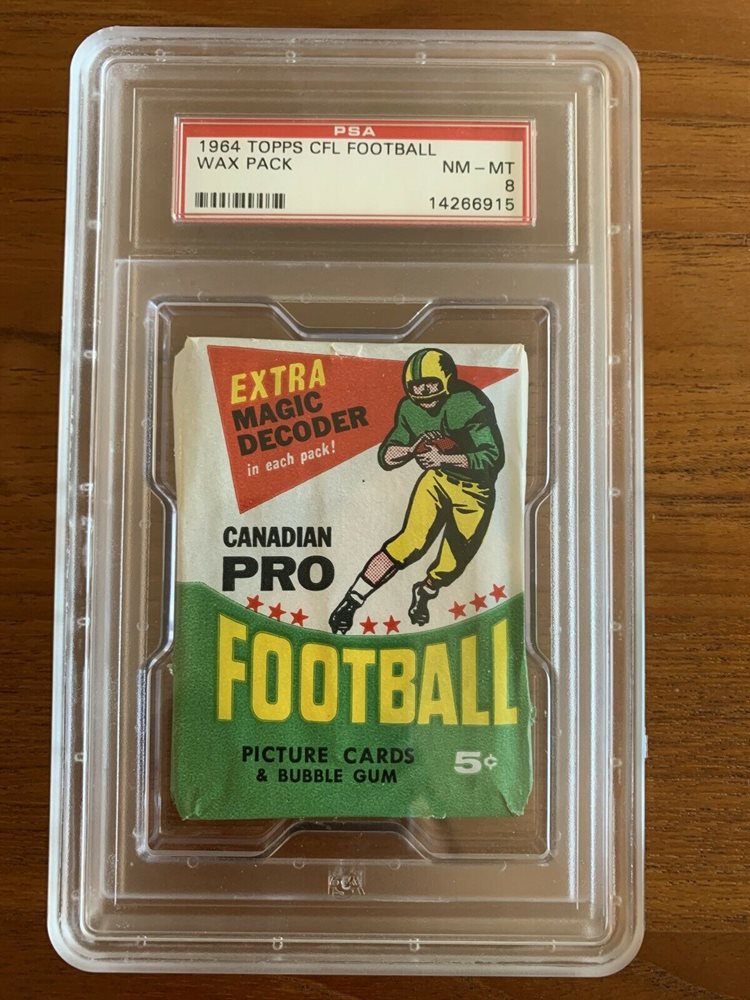 PSA
1964 TOPPS CFL FOOTBALL
WAX PACK
NM-MT
8
14266915
EXTRA
MAGIC
DECODER
in each pack!
CANADIAN
PRO
FOOTBALL
PICTURE CARDS
& BUBBLE GUM
5¢
PSA